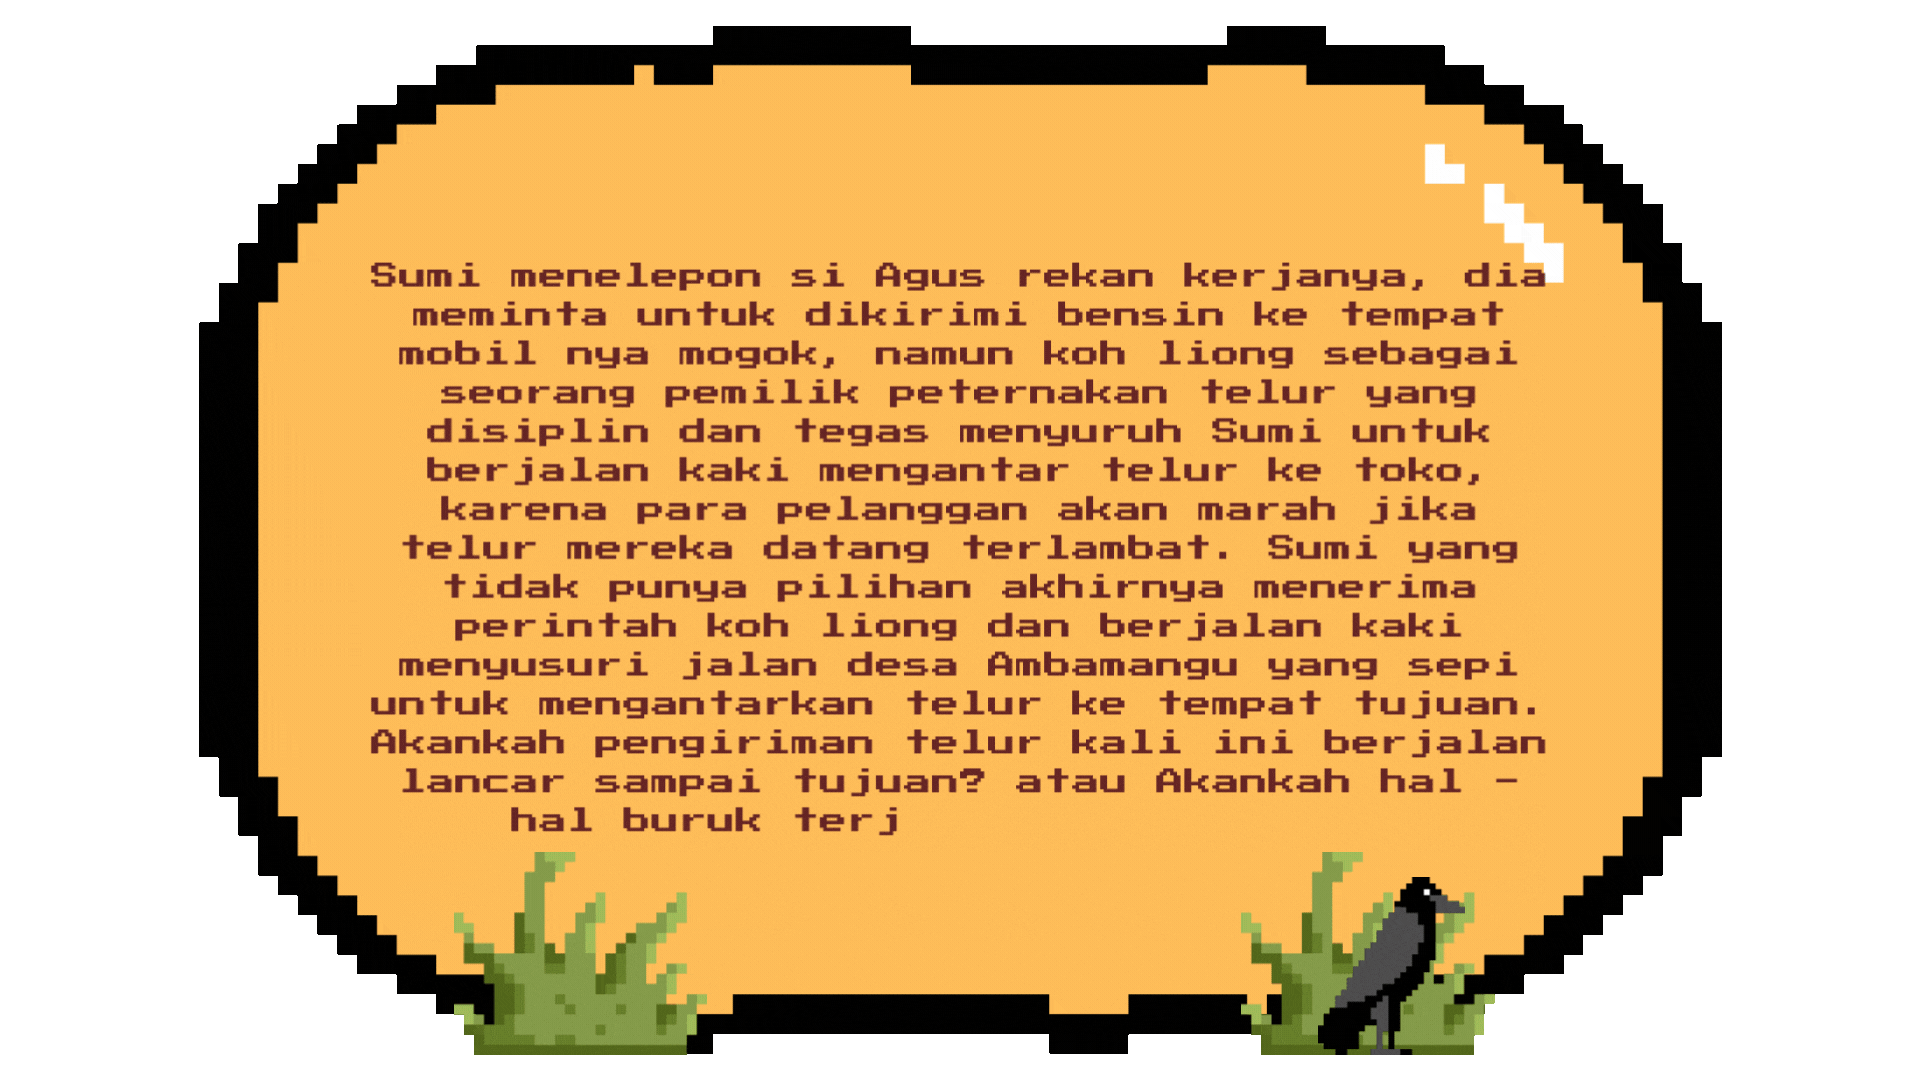 Sumi menelepon si Agus rekan kerjanya, dia
meminta untuk dikirimi bensin ke tempat
mobil nya mogok, namun koh liong sebagai
seorang pemilik peternakan telur yang
disiplin dan tegas menyuruh Sumi untuk
berjalan kaki mengantar telur ke toko,
karena para pelanggan akan marah jika
telur mereka datang terlambat. Sumi yang
tidak punya pilihan akhirnya menerima
perintah koh liong dan berjalan kaki
menyusuri jalan desa Ambamangu yang sepi
untuk mengantarkan telur ke tempat tujuan.
Akankah pengiriman telur kali ini berjalan
lancar sampai tujuan? atau Akankah hal -
hal buruk terj